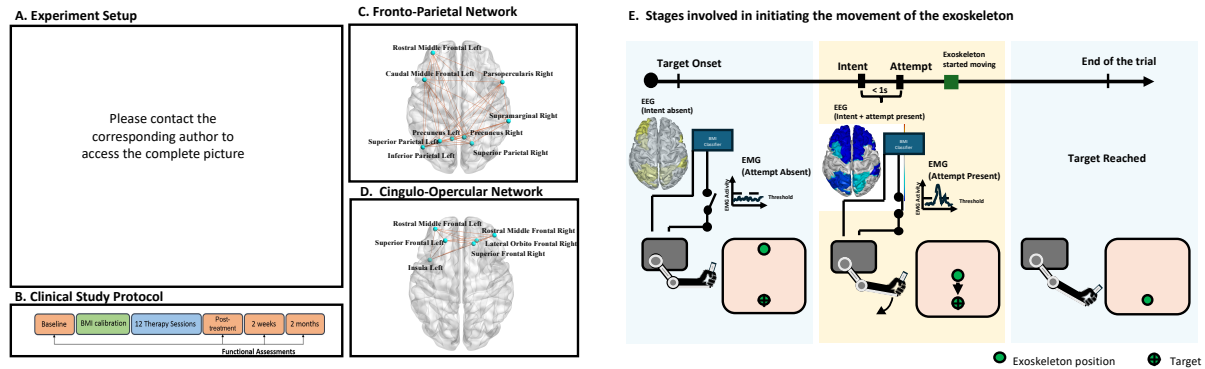 A. Experiment Setup
Please contact the
corresponding author to
access the complete picture
B. Clinical Study Protocol
Baseline
BMI calibration
12 Therapy Sessions
Post-
treatment
2 weeks
2 months
Functional Assessments
C. Fronto-Parietal Network
Rostral Middle Frontal Left
Caudal Middle Frontal Left
Parsopercularis Right
Supramarginal Right
Precuneus Left
Precuneus Right
Superior Parietal Left
Inferior Parietal Left
Superior Parietal Right
D. Cingulo-Opercular Network
Rostral Middle Frontal Left
Rostral Middle Frontal Right
Superior Frontal Left
Lateral Orbito Frontal Right
Superior Frontal Right
Insula Left
E. Stages involved in initiating the movement of the exoskeleton
Target Onset
Intent
Attempt
Exoskeleton
started moving
End of the trial
< 1s
EEG
(Intent absent)
BMI
Classifier
EMG
(Attempt Absent)
EMG Activity
Threshold
EEG
(Intent + attempt present)
BMI
Classifier
EMG
(Attempt Present)
EMG Activity
Threshold
Target Reached
Exoskeleton position
Target